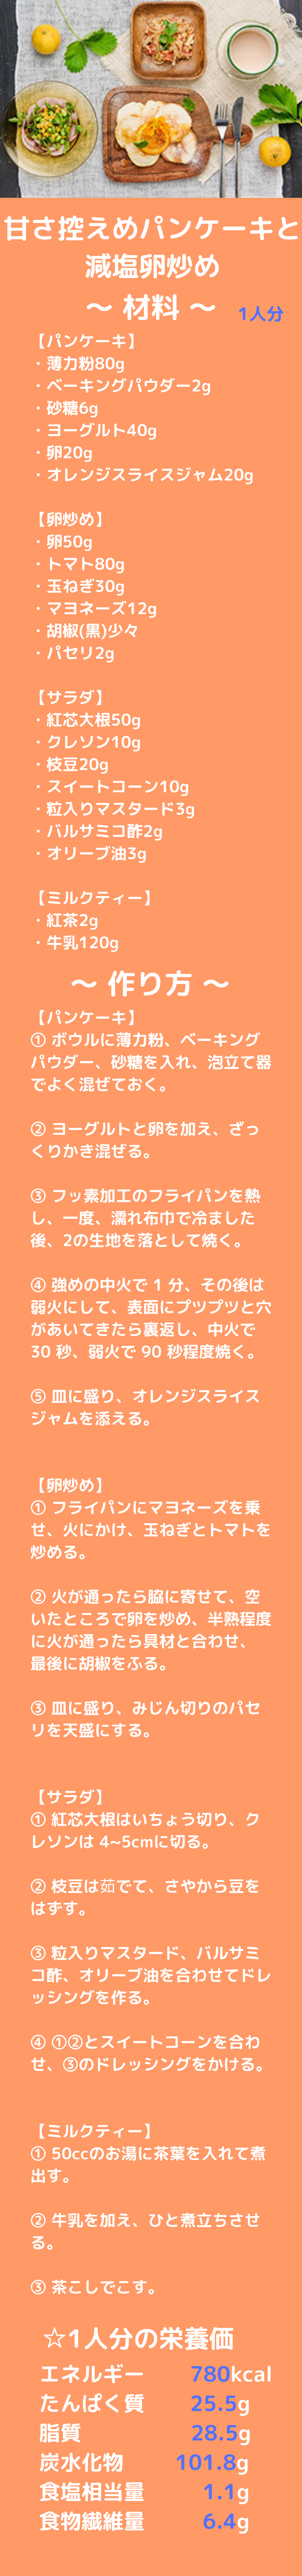 甘さ控えめパンケーキと
減塩卵炒め
～ 材料 ～ 1人分
【パンケーキ】
・薄力粉80g
・ベーキングパウダー2g
・砂糖6g
・ヨーグルト40g
・卵20g
・オレンジスライスジャム20g
【卵炒め】
・卵50g
・トマト80g
・玉ねぎ30g
・マヨネーズ12g
・胡椒(黒)少々
・パセリ2g
【サラダ】
・紅芯大根50g
・クレソン10g
・枝豆20g
・スイートコーン10g
・粒入りマスタード3g
・バルサミコ酢2g
・オリーブ油3g
【ミルクティー】
・紅茶2g
・牛乳120g
～ 作り方 ～
【パンケーキ】
① ボウルに薄力粉、ベーキング
パウダー、砂糖を入れ、泡立て器
でよく混ぜておく。
② ヨーグルトと卵を加え、ざっ
くりかき混ぜる。
③ フッ素加工のフライパンを熱
し、一度、濡れ布巾で冷ました
後、2の生地を落として焼く。
④ 強めの中火で 1 分、その後は
弱火にして、表面にプツプツと穴
があいてきたら裏返し、中火で
30 秒、弱火で 90 秒程度焼く。
⑤ 皿に盛り、オレンジスライス
ジャムを添える。
【卵炒め】
① フライパンにマヨネーズを乗
せ、火にかけ、玉ねぎとトマトを
炒める。
② 火が通ったら脇に寄せて、空
いたところで卵を炒め、半熟程度
に火が通ったら具材と合わせ、
最後に胡椒をふる。
③ 皿に盛り、みじん切りのパセ
リを天盛にする。
【サラダ】
① 紅芯大根はいちょう切り、ク
レソンは 4~5cmに切る。
② 枝豆は茹でて、さやから豆を
はずす。
③ 粒入りマスタード、バルサミ
コ酢、オリーブ油を合わせてドレ
ッシングを作る。
④ ①②とスイートコーンを合わ
せ、③のドレッシングをかける。
【ミルクティー】
① 50ccのお湯に茶葉を入れて煮
出す。
② 牛乳を加え、ひと煮立ちさせ
る。
③ 茶こしでこす。
☆1人分の栄養価
エネルギー 780kcal
たんぱく質 25.5g
脂質 28.5g
炭水化物 101.8g
食塩相当量 1.1g
食物繊維量 6.4g